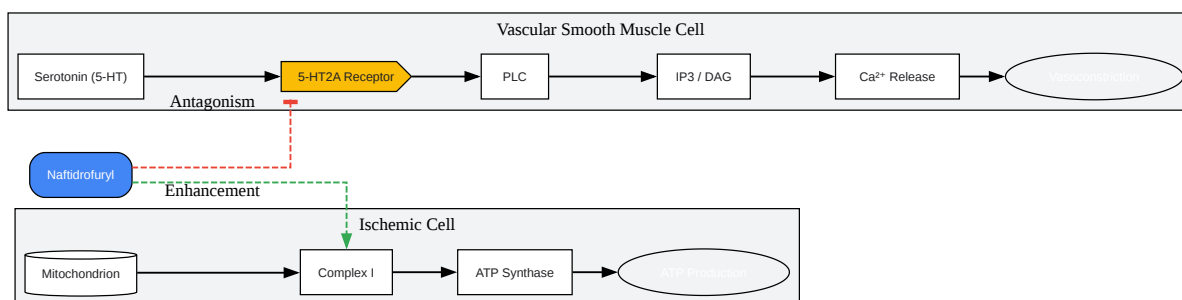 Vascular Smooth Muscle Cell
Serotonin (5-HT)
5-HT2A Receptor
PLC
IP3 / DAG
Ca²⁺ Release
Vasoconstriction
Antagonism
Naftidrofuryl
Enhancement
Ischemic Cell
Mitochondrion
Complex I
ATP Synthase
ATP Production